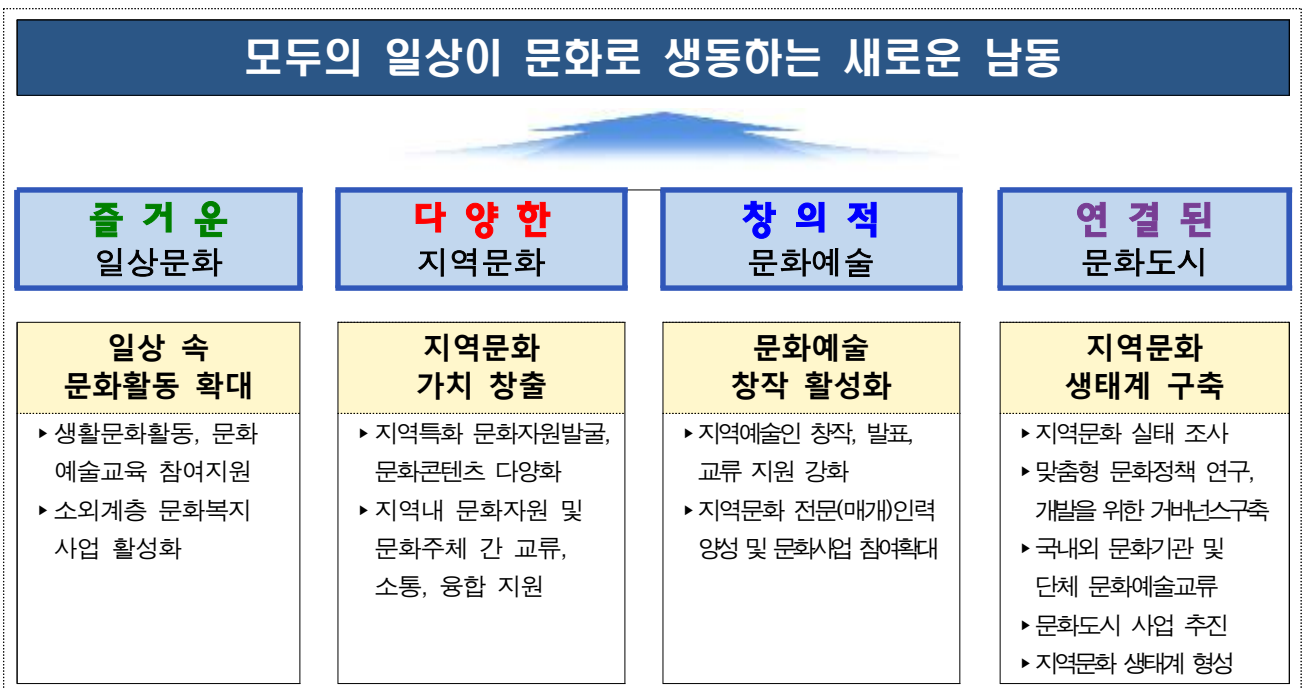 모두의 일상이 문화로 생동하는 새로운 남동
즐 거 운
일상문화
다 양 한
지역문화
창 의 적
문화예술
연 결 된
문화도시
일상 속
문화활동 확대
▸생활문화활동, 문화
예술교육 참여지원
▸소외계층 문화복지
사업 활성화
지역문화
가치 창출
▸지역특화 문화자원발굴,
문화콘텐츠 다양화
▸지역내 문화자원 및
문화주체 간 교류,
소통, 융합 지원
문화예술
창작 활성화
▸지역예술인 창작, 발표,
교류 지원 강화
▸지역문화 전문(매개)인력
양성 및 문화사업 참여확대
지역문화
생태계 구축
▸지역문화 실태 조사
▸맞춤형 문화정책 연구,
개발을 위한 거버넌스구축
▸국내외 문화기관 및
단체 문화예술교류
▸문화도시 사업 추진
▸지역문화 생태계 형성